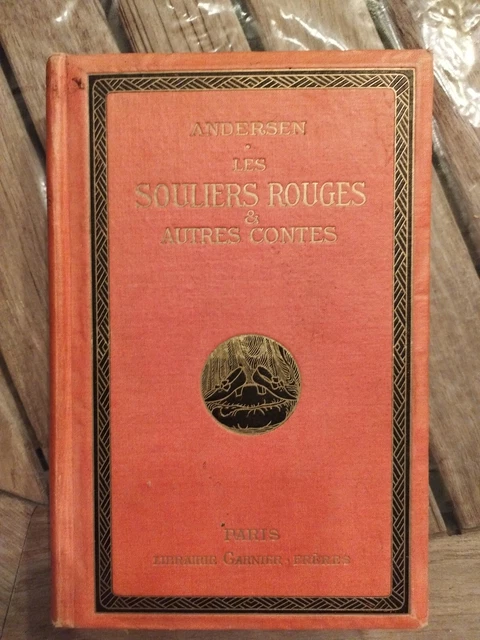 ANDERSEN
LES
SOULIERS ROUGES
&
AUTRES CONTES
PARIS
LIBRAIRIE GARNIER FRÈRES